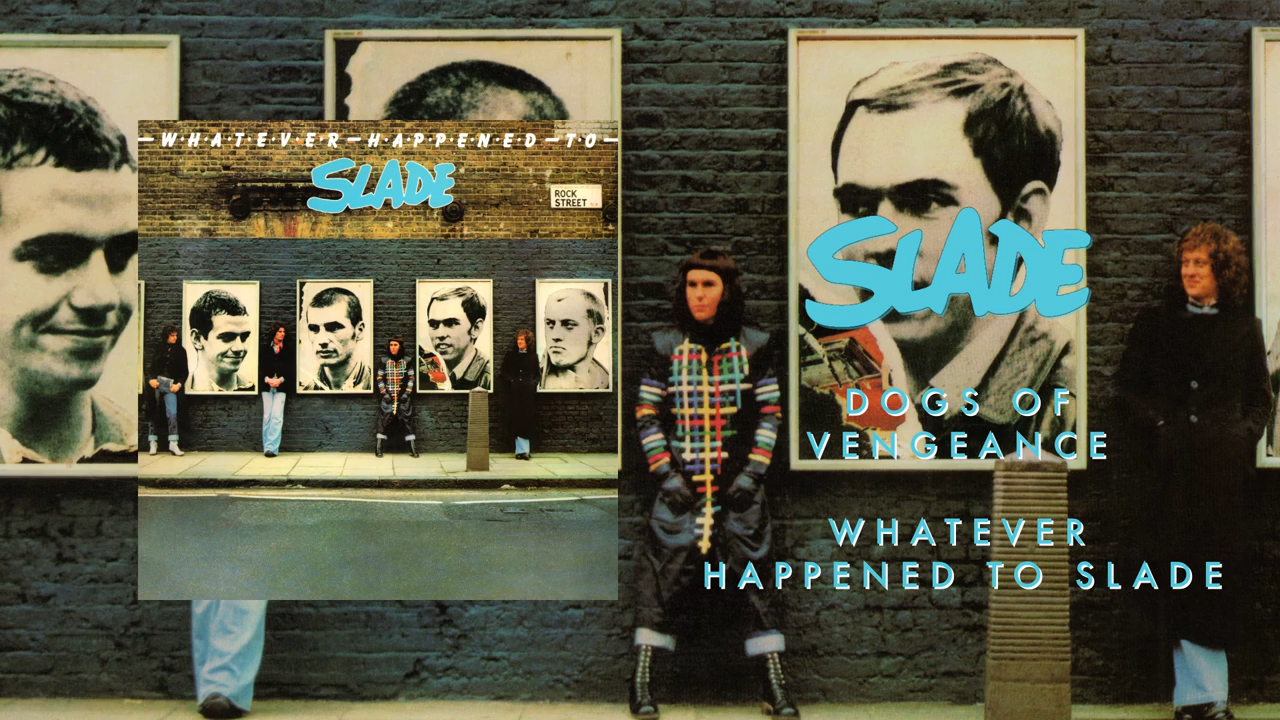 W·H·A·T·E·V·E·R—H·A·P·P·E·N·E·D—T·O
SLADE
ROCK
STREET
SLADE
DOGS OF
VENGEANCE
WHATEVER
HAPPENED TO SLADE